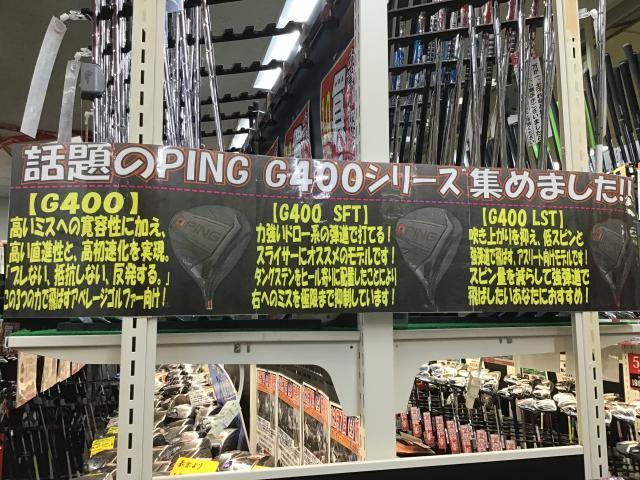 話題のPING G400シリーズ 集めました!!
【G400】
高いミスへの寛容性に加え、
高い直進性と、高初速化を実現。
ブレない、抵抗しない、反発する。」
この3つの力で飛ばすアベレージゴルファー向け!
【G400 SFT】
力強いドロー系の弾道で打てる!
スライサーにオススメのモデルです!
タングステンをヒール寄りに配置したことにより
右へのミスを極限まで抑制しています!
【G400 LST】
吹き上がりを抑え、低スピンと
強弾道で飛ばす、アスリート向けモデルです!
スピン量を減らして強弾道で
飛ばしたいあなたにおすすめ!
PING